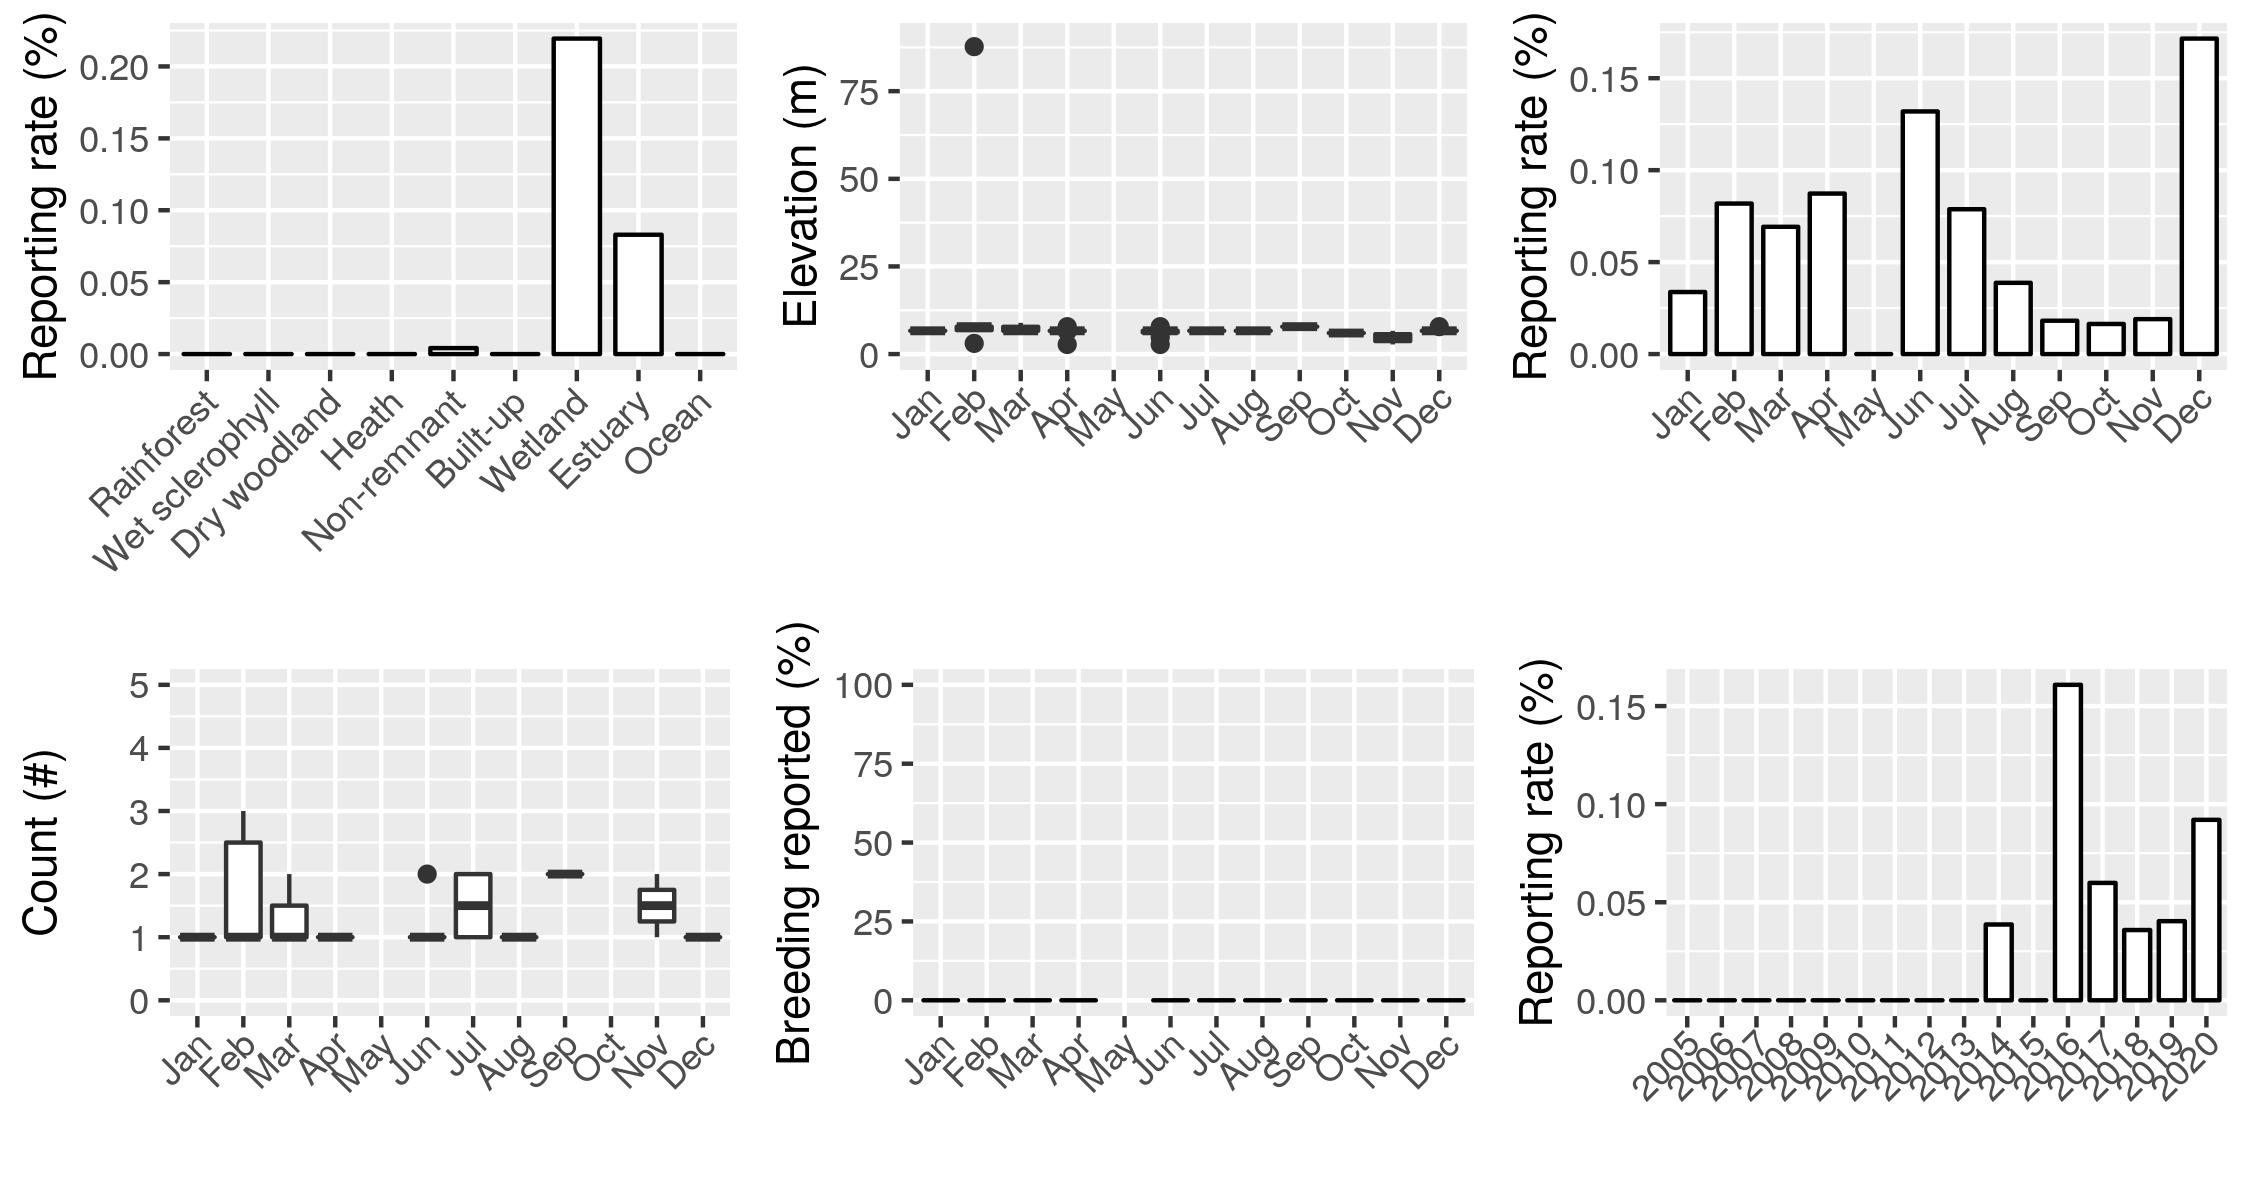 Reporting rate (%)
0.20
0.15
0.10
0.05
0.00
Rainforest
Wet sclerophyll
Dry woodland
Heath
Non-remnant
Built-up
Wetland
Estuary
Ocean
Elevation (m)
75
50
25
0
Jan
Feb
Mar
Apr
May
Jun
Jul
Aug
Sep
Oct
Nov
Dec
Reporting rate (%)
0.15
0.10
0.05
0.00
Jan
Feb
Mar
Apr
May
Jun
Jul
Aug
Sep
Oct
Nov
Dec
Count (#)
5
4
3
2
1
0
Jan
Feb
Mar
Apr
May
Jun
Jul
Aug
Sep
Oct
Nov
Dec
Breeding reported (%)
100
75
50
25
0
Jan
Feb
Mar
Apr
May
Jun
Jul
Aug
Sep
Oct
Nov
Dec
Reporting rate (%)
0.15
0.10
0.05
0.00
2005
2006
2007
2008
2009
2010
2011
2012
2013
2014
2015
2016
2017
2018
2019
2020